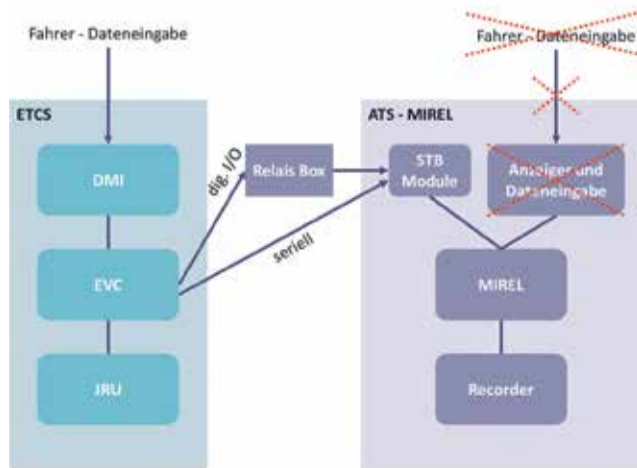 Fahrer - Dateneingabe
Fahrer - Dateneingabe
ETCS
ATS - MIREL
DMI
dig. I/O
Relais Box
STB
Module
Anzeiger und
Dateneingabe
EVC
seriell
MIREL
JRU
Recorder